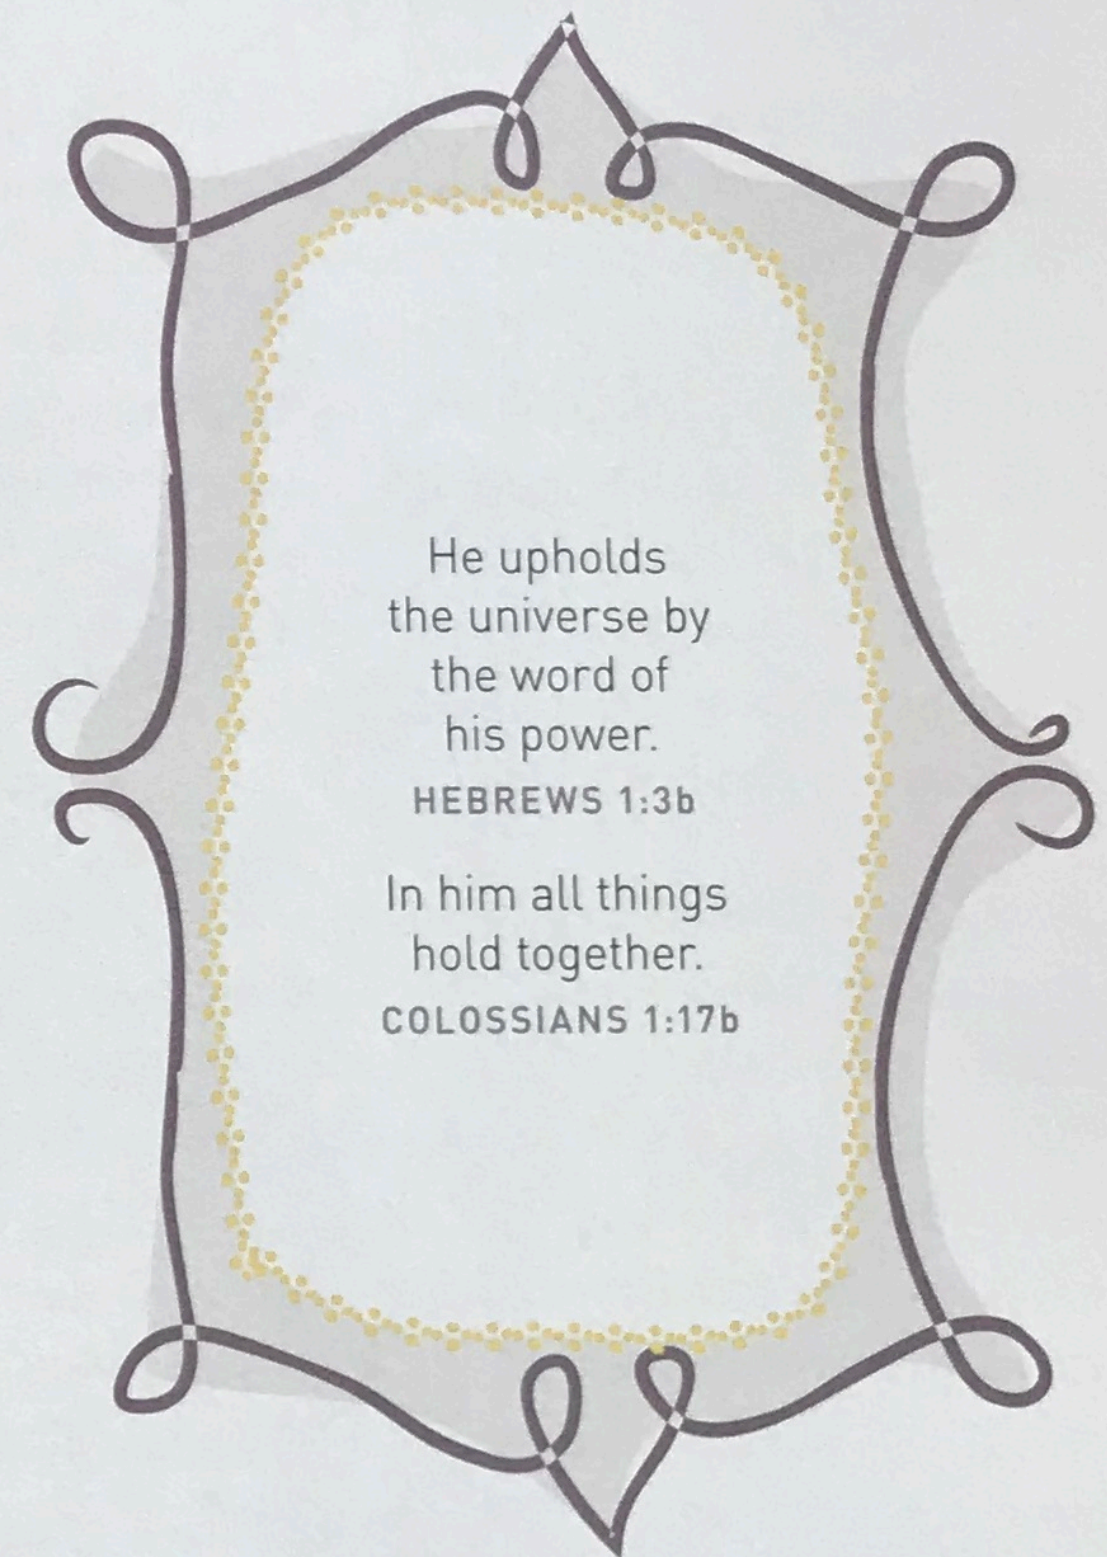 He upholds
the universe by
the word of
his power.
HEBREWS 1:3b
In him all things
hold together.
COLOSSIANS 1:17b